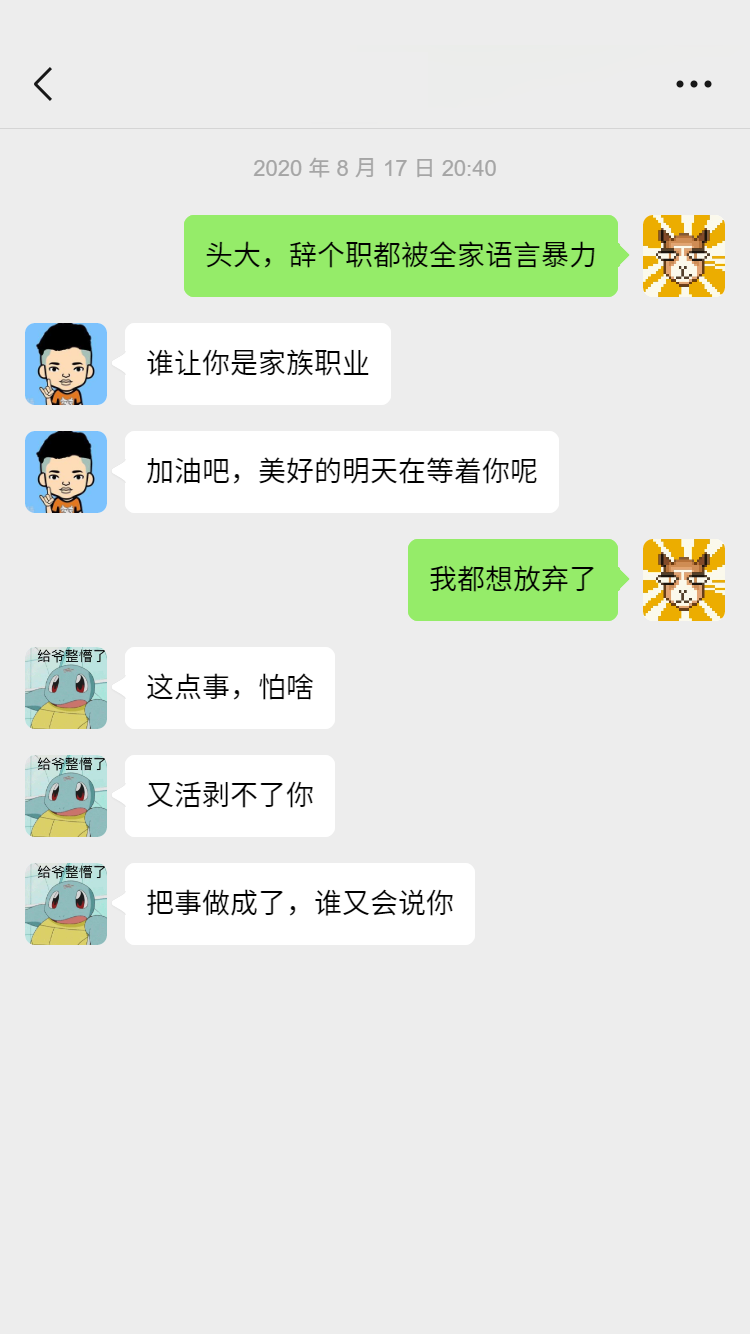 2020 年 8 月 17 日 20:40
头大，辞个职都被全家语言暴力
谁让你是家族职业
加油吧，美好的明天在等着你呢
我都想放弃了
给爷整懵了
这点事，怕啥
给爷整懵了
又活剥不了你
给爷整懵了
把事做成了，谁又会说你